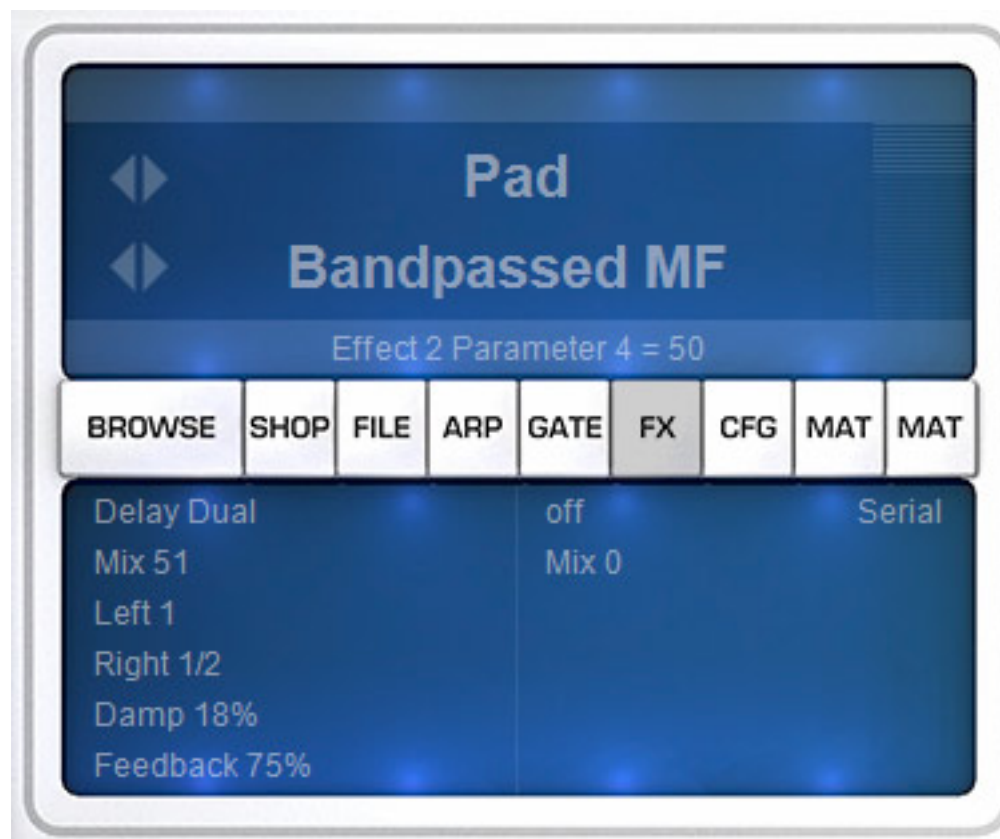 Pad
Bandpassed MF
Effect 2 Parameter 4 = 50
BROWSE SHOP FILE ARP GATE FX CFG MAT MAT
Delay Dual off Serial
Mix 51 Mix 0
Left 1
Right 1/2
Damp 18%
Feedback 75%